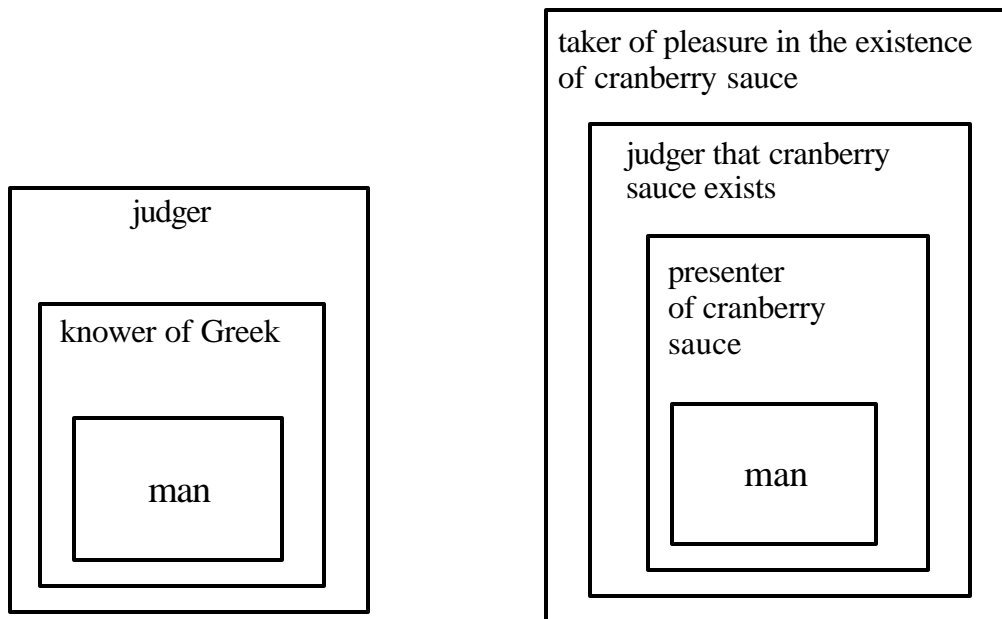 judger
knower of Greek
man
taker of pleasure in the existence
of cranberry sauce
judger that cranberry
sauce exists
presenter
of cranberry
sauce
man